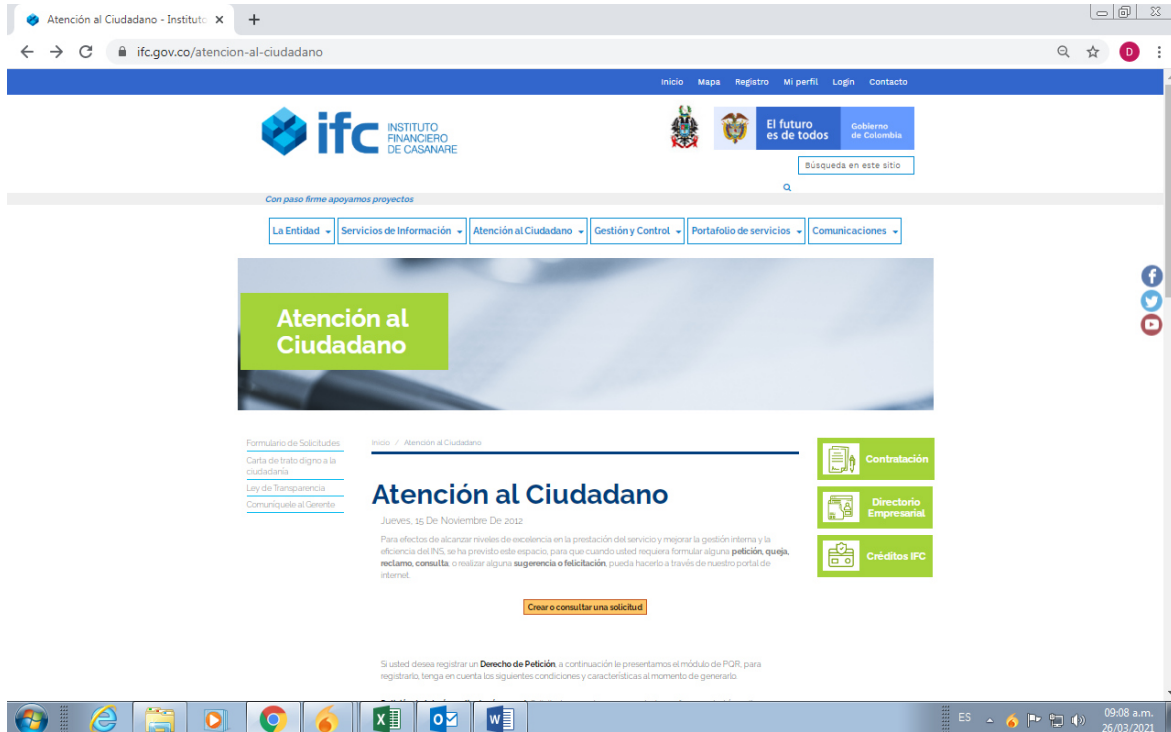 Atención al Ciudadano - Instituto
ifc.gov.co/atencion-al-ciudadano
D
Inicio Mapa Registro Mi perfil Login Contacto
ifc INSTITUTO
FINANCIERO
DE CASANARE
El futuro
es de todos
Gobierno
de Colombia
Búsqueda en este sitio
Con paso firme apoyamos proyectos
La Entidad Servicios de Información Atención al Ciudadano Gestión y Control Portafolio de servicios Comunicaciones
Atención al
Ciudadano
Formulario de Solicitudes
Carta de trato digno a la
ciudadanía
Ley de Transparencia
Comuníquele al Gerente
Inicio / Atención al Ciudadano
Atención al Ciudadano
Jueves, 15 De Noviembre De 2012
Para efectos de alcanzar niveles de excelencia en la prestación del servicio y mejorar la gestión interna y la
eficiencia del INS, se ha previsto este espacio, para que cuando usted requiera formular alguna petición, queja,
reclamo, consulta, o realizar alguna sugerencia o felicitación, pueda hacerlo a través de nuestro portal de
internet.
Crear o consultar una solicitud
Si usted desea registrar un Derecho de Petición, a continuación le presentamos el módulo de PQR, para
registrarlo, tenga en cuenta los siguientes condiciones y características al momento de generarlo.
Contratación
Directorio
Empresarial
Créditos IFC
ES
09:08 a.m.
26/03/2021